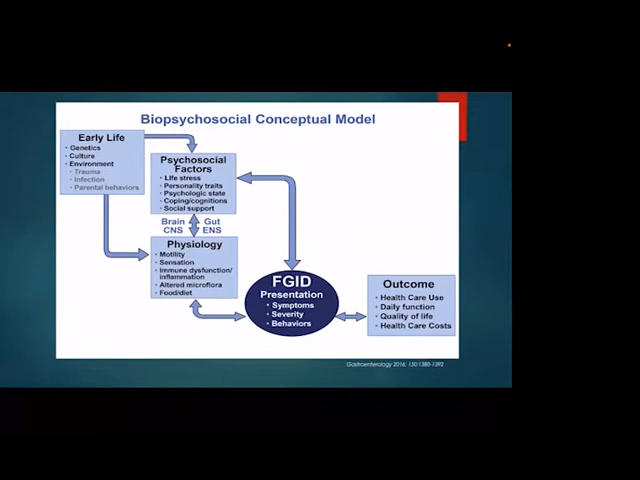 Biopsychosocial Conceptual Model
Early Life
• Genetics
• Culture
• Environment
• Trauma
• Infection
• Parental behaviors
Psychosocial
Factors
• Life stress
• Personality traits
• Psychologic state
• Coping/cognitions
• Social support
Brain Gut
CNS ENS
Physiology
• Motility
• Sensation
• Immune dysfunction/
inflammation
• Altered microflora
• Food/diet
FGID
Presentation
• Symptoms
• Severity
• Behaviors
Outcome
• Health Care Use
• Daily function
• Quality of life
• Health Care Costs
Gastroenterology 2016; 150:1380-1392